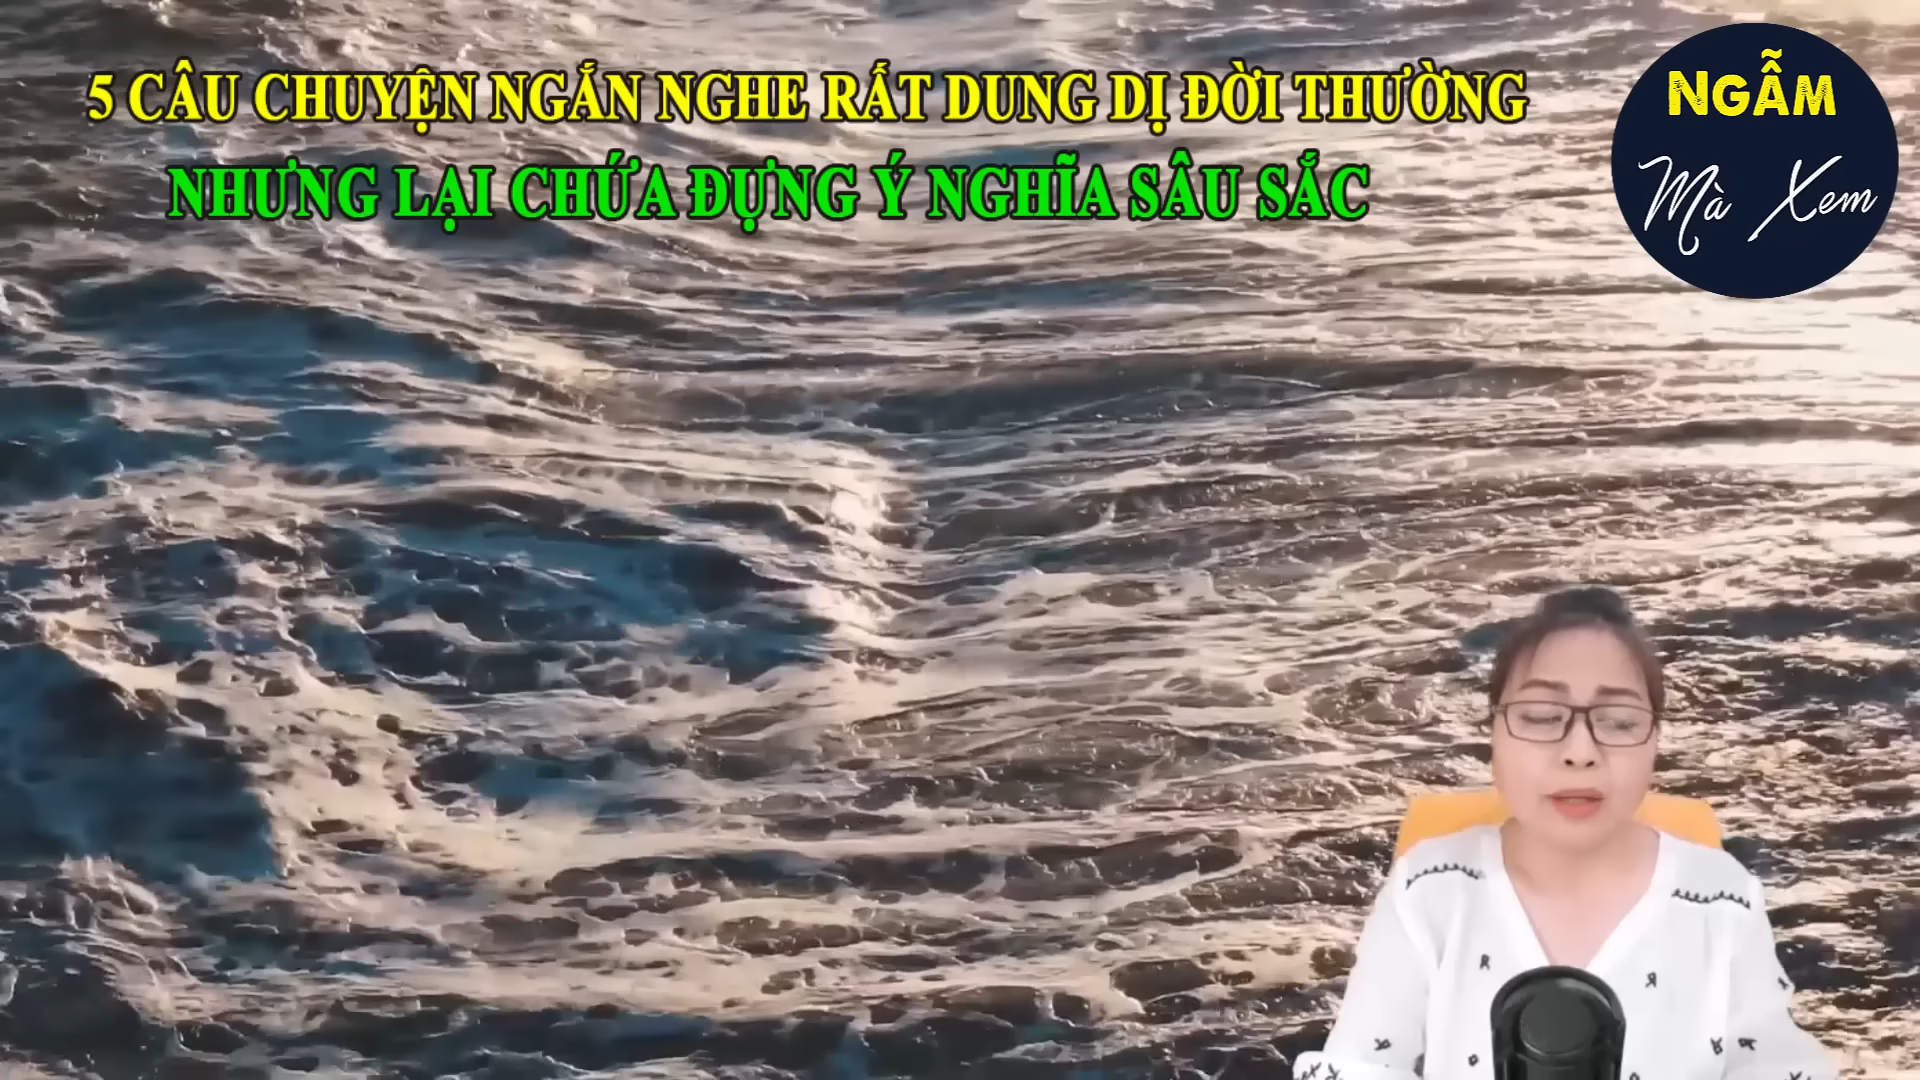 5 CÂU CHUYỆN NGẮN NGHE RẤT DUNG DỊ ĐỜI THƯỜNG
NHƯNG LẠI CHỨA ĐỰNG Ý NGHĨA SÂU SẮC
NGẪM
Mà Xem